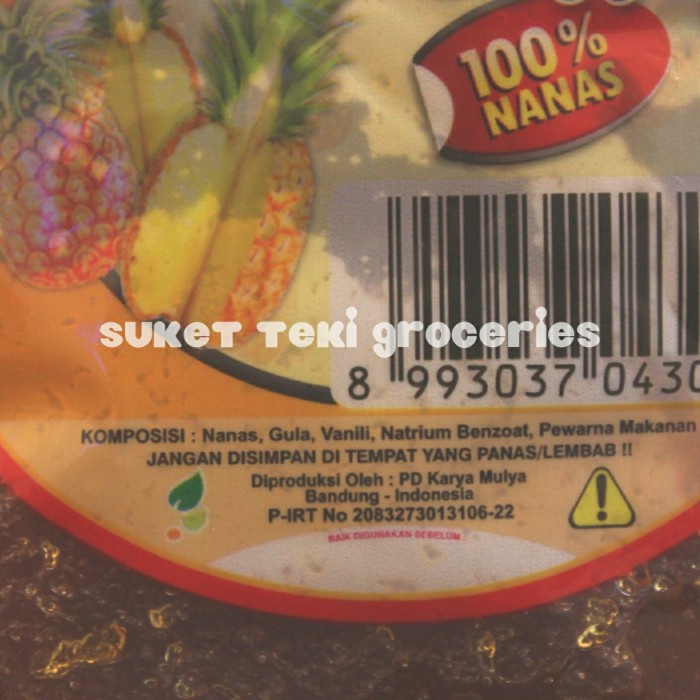 100%
NANAS
suket teki groceries
8 993037 0430
KOMPOSISI : Nanas, Gula, Vanili, Natrium Benzoat, Pewarna Makanan
JANGAN DISIMPAN DI TEMPAT YANG PANAS/LEMBAB !!
Diproduksi Oleh : PD Karya Mulya
Bandung - Indonesia
P-IRT No 2083273013106-22
BAIK DIGUNAKAN SEBELUM :